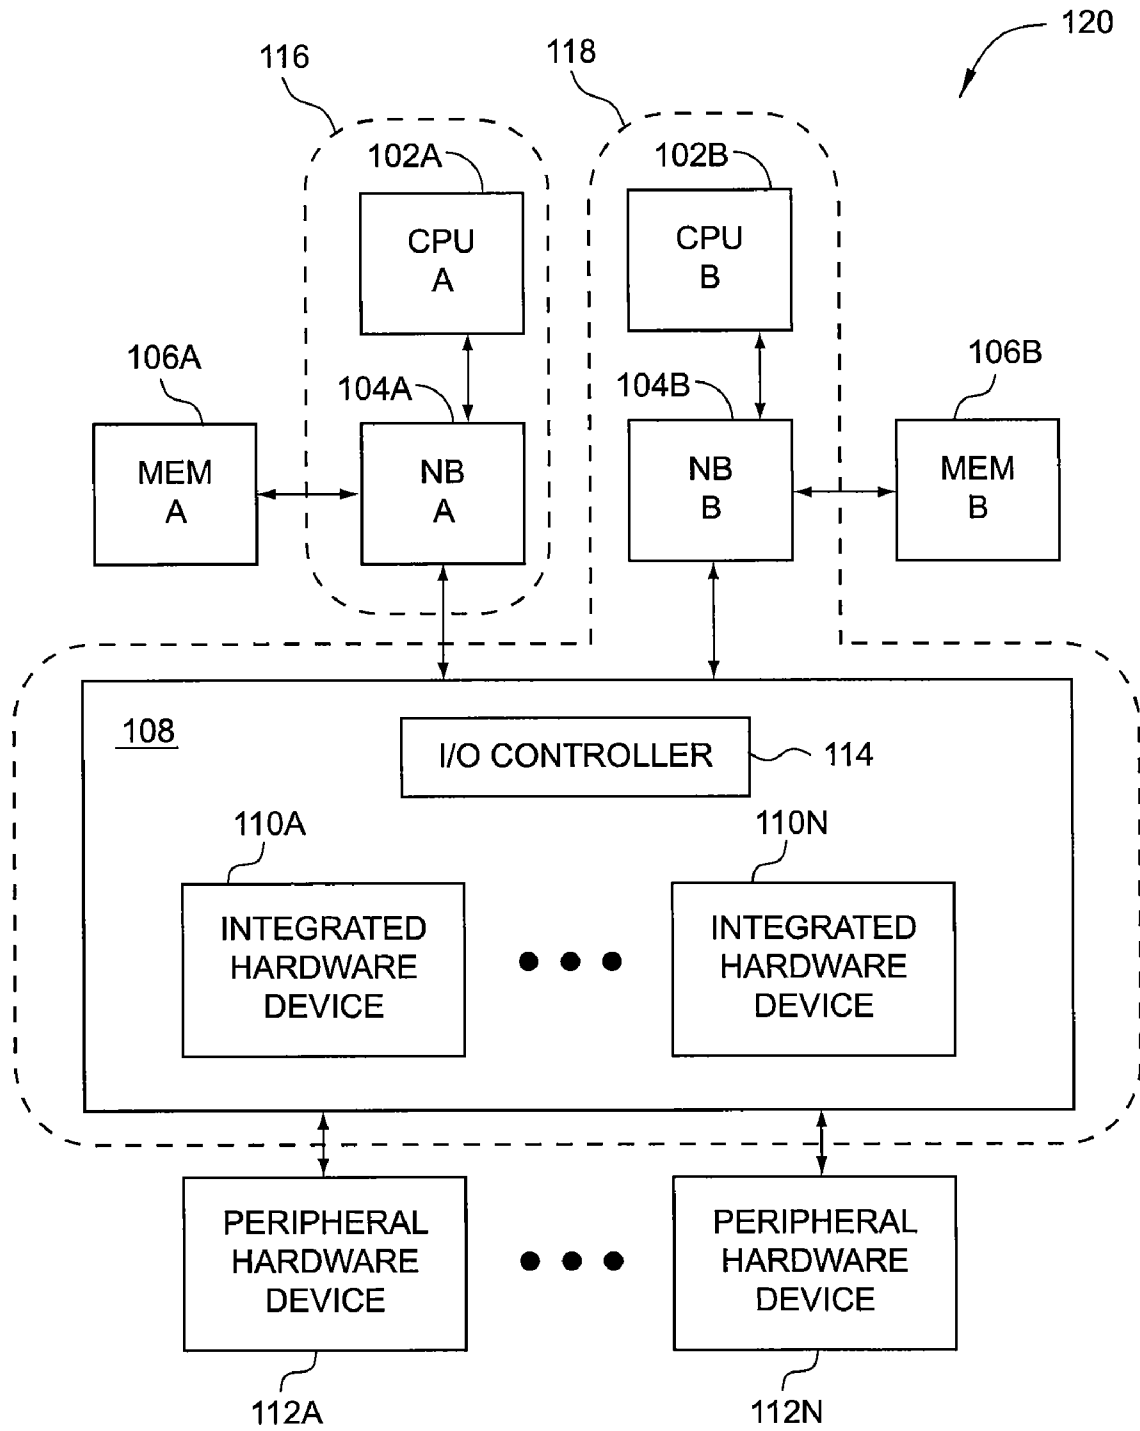 120
116
118
102A
102B
CPU
A
CPU
B
106A
104A
104B
106B
MEM
A
NB
A
NB
B
MEM
B
108
I/O CONTROLLER
114
110A
110N
INTEGRATED
HARDWARE
DEVICE
INTEGRATED
HARDWARE
DEVICE
PERIPHERAL
HARDWARE
DEVICE
PERIPHERAL
HARDWARE
DEVICE
112A
112N